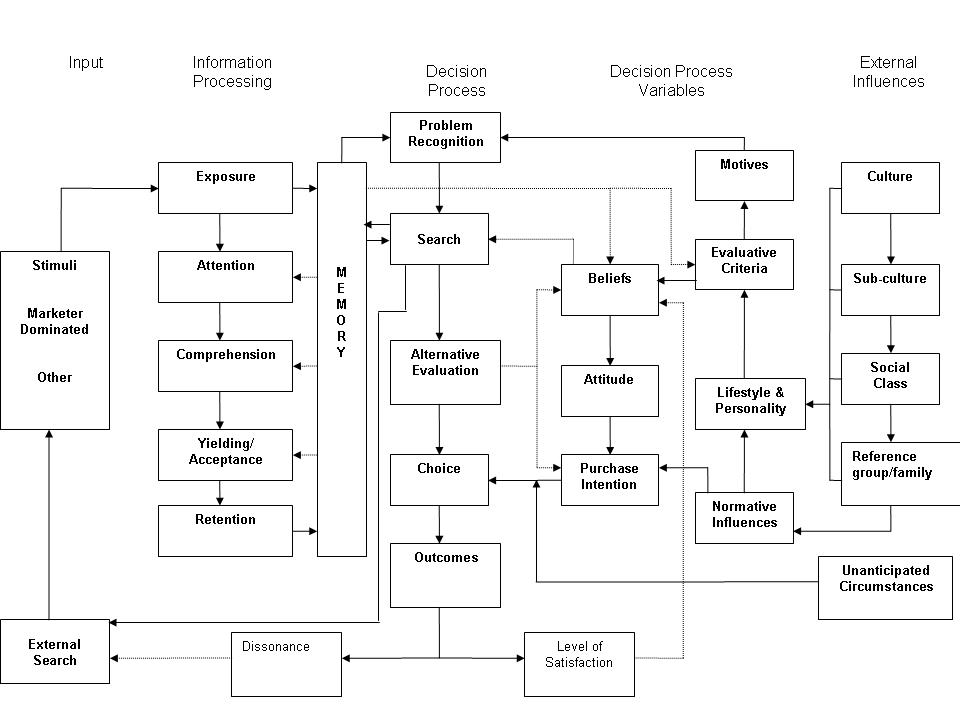 Input
Information
Processing
Decision
Process
Decision Process
Variables
External
Influences
Problem
Recognition
Motives
Culture
Exposure
Search
Evaluative
Criteria
Stimuli
Marketer
Dominated
Other
Attention
M
E
M
O
R
Y
Beliefs
Sub-culture
Comprehension
Alternative
Evaluation
Attitude
Lifestyle &
Personality
Social
Class
Yielding/
Acceptance
Choice
Purchase
Intention
Reference
group/family
Retention
Normative
Influences
Outcomes
Unanticipated
Circumstances
External
Search
Dissonance
Level of
Satisfaction